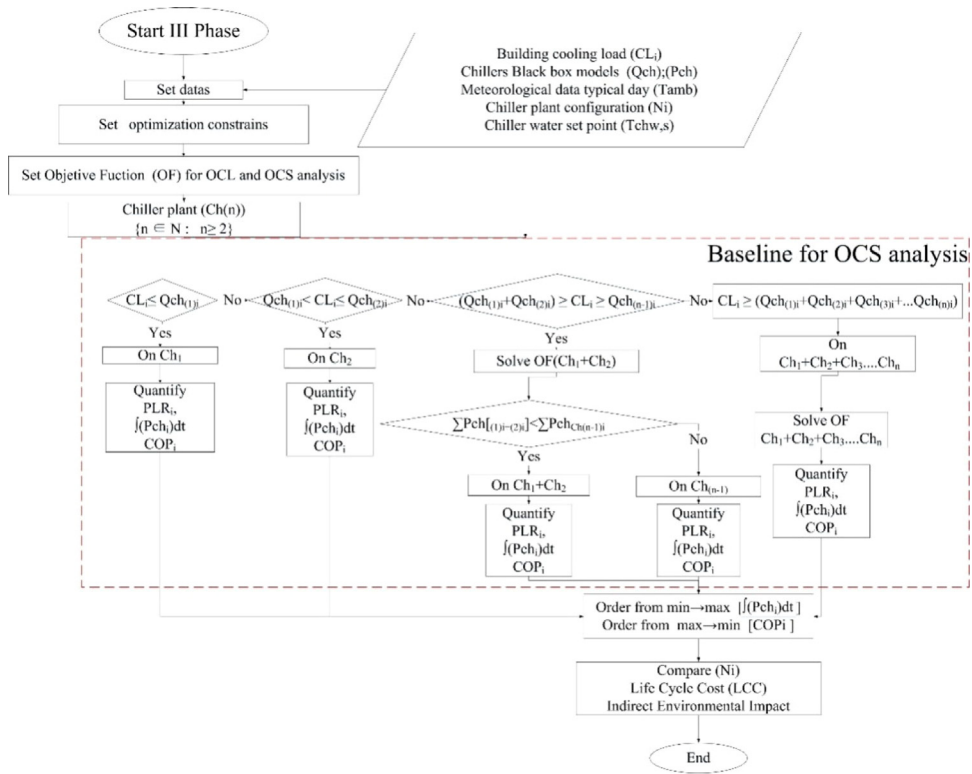 Start III Phase
Building cooling load (CLi)
Chillers Black box models (Qch);(Pch)
Meteorological data typical day (Tamb)
Chiller plant configuration (Ni)
Chiller water set point (Tchw,s)
Set datas
Set optimization constrains
Set Objetive Fuction (OF) for OCL and OCS analysis
Chiller plant (Ch(n))
{n ∈ N : n≥ 2}
Baseline for OCS analysis
CLi≤ Qch(1)i
No
Qch(1)i< CLi≤ Qch(2)i
No
(Qch(1)i+Qch(2)i) ≥ CLi ≥ Qch(n-1)i
No
CLi ≥ (Qch(1)i+Qch(2)i+Qch(3)i+...Qch(n)i)
Yes
On Ch1
Quantify
PLRi,
∫(Pchi)dt
COPi
Yes
On Ch2
Quantify
PLRi,
∫(Pchi)dt
COPi
Yes
Solve OF(Ch1+Ch2)
∑Pch[(1)i–(2)i]<∑PchCh(n-1)i
Yes
On Ch1+Ch2
Quantify
PLRi,
∫(Pchi)dt
COPi
No
On Ch(n-1)
Quantify
PLRi,
∫(Pchi)dt
COPi
On
Ch1+Ch2+Ch3....Chn
Solve OF
Ch1+Ch2+Ch3....Chn
Quantify
PLRi,
∫(Pchi)dt
COPi
Order from min→max [∫(Pchi)dt ]
Order from max→min [COPi ]
Compare (Ni)
Life Cycle Cost (LCC)
Indirect Environmental Impact
End